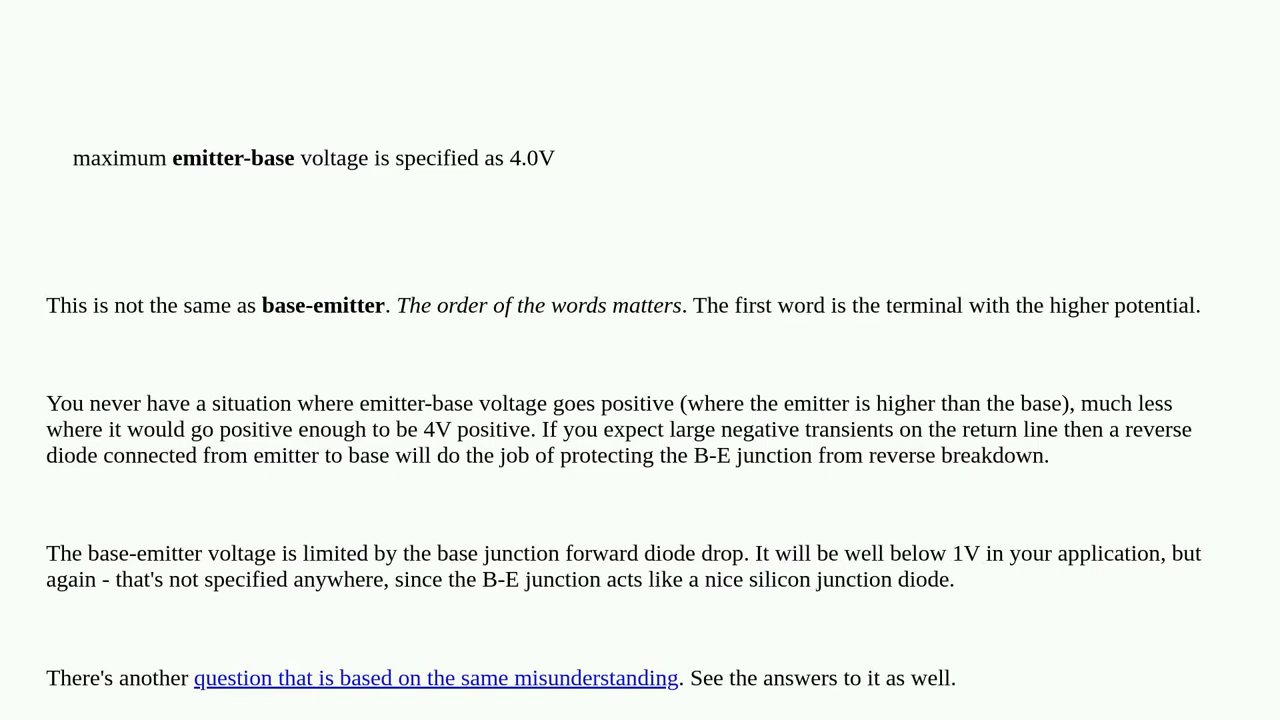 maximum emitter-base voltage is specified as 4.0V
This is not the same as base-emitter. The order of the words matters. The first word is the terminal with the higher potential.
You never have a situation where emitter-base voltage goes positive (where the emitter is higher than the base), much less
where it would go positive enough to be 4V positive. If you expect large negative transients on the return line then a reverse
diode connected from emitter to base will do the job of protecting the B-E junction from reverse breakdown.
The base-emitter voltage is limited by the base junction forward diode drop. It will be well below 1V in your application, but
again - that's not specified anywhere, since the B-E junction acts like a nice silicon junction diode.
There's another question that is based on the same misunderstanding. See the answers to it as well.